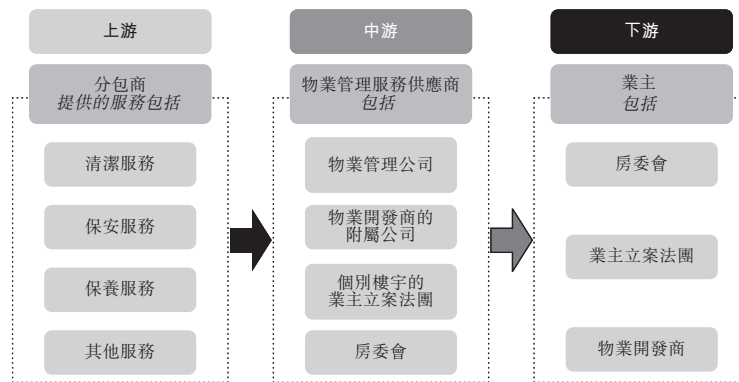 上游
分包商
提供的服務包括
清潔服務
保安服務
保養服務
其他服務
中游
物業管理服務供應商
包括
物業管理公司
物業開發商的
附屬公司
個別樓宇的
業主立案法團
房委會
下游
業主
包括
房委會
業主立案法團
物業開發商